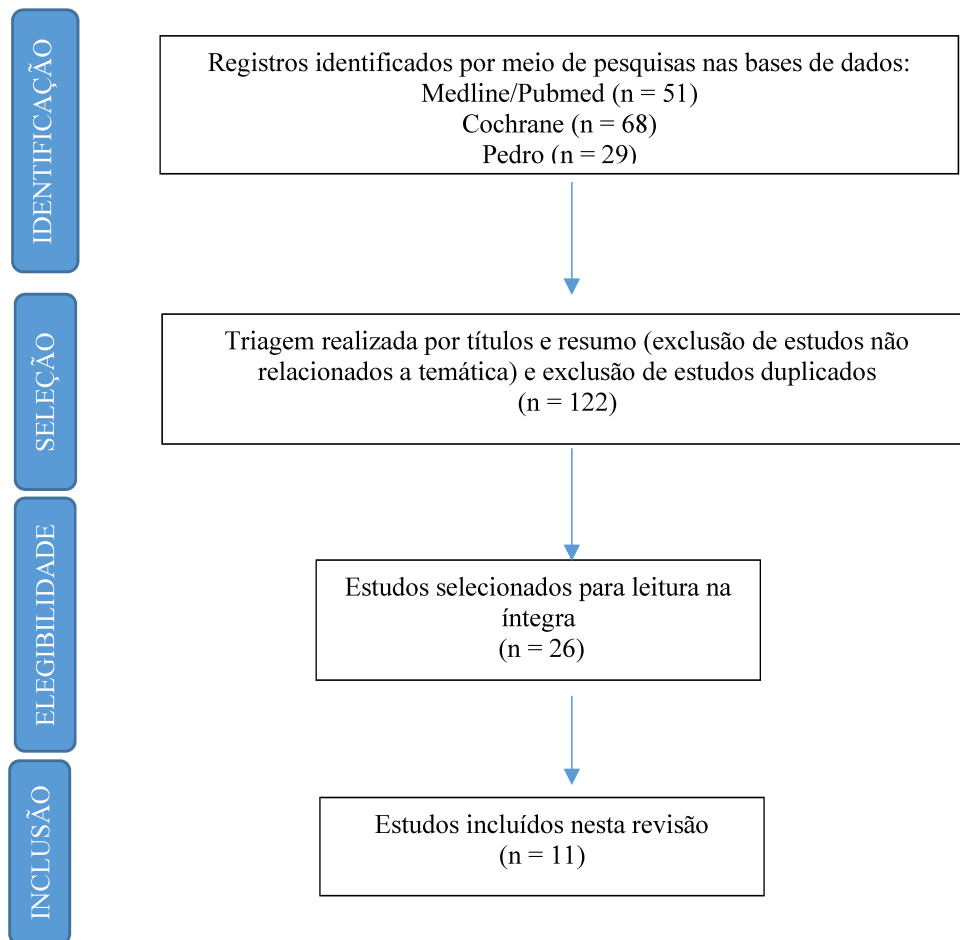 IDENTIFICAÇÃO
Registros identificados por meio de pesquisas nas bases de dados:
Medline/Pubmed (n = 51)
Cochrane (n = 68)
Pedro (n = 29)
SELEÇÃO
Triagem realizada por títulos e resumo (exclusão de estudos não
relacionados a temática) e exclusão de estudos duplicados
(n = 122)
ELEGIBILIDADE
Estudos selecionados para leitura na
íntegra
(n = 26)
INCLUSÃO
Estudos incluídos nesta revisão
(n = 11)